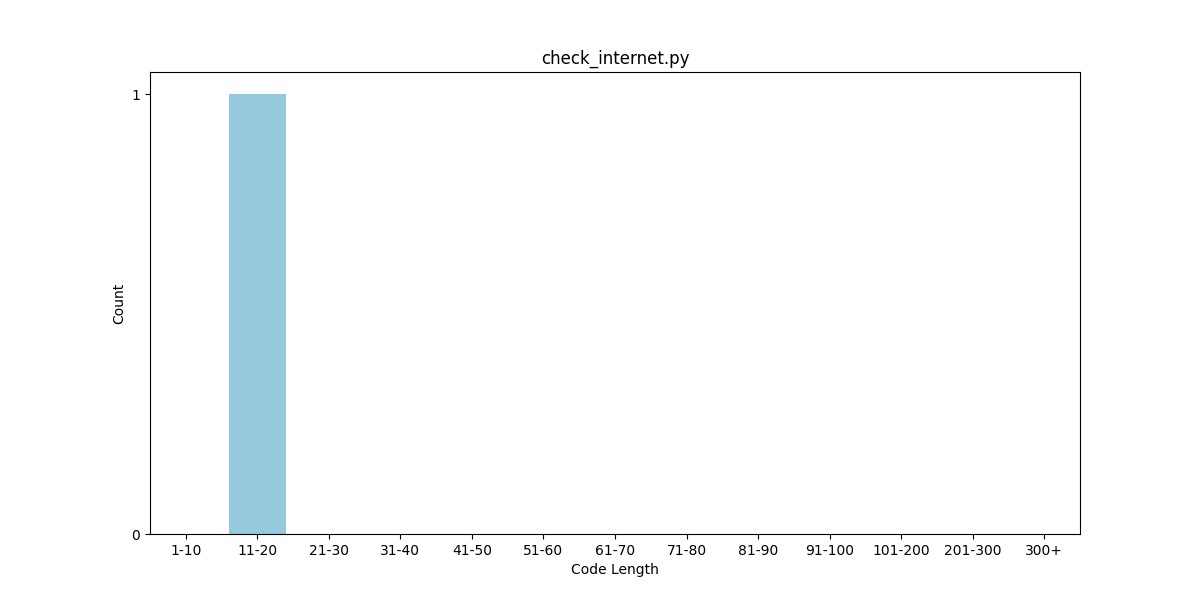 check_internet.py
1
Count
0
1-10 11-20 21-30 31-40 41-50 51-60 61-70 71-80 81-90 91-100 101-200 201-300 300+
Code Length